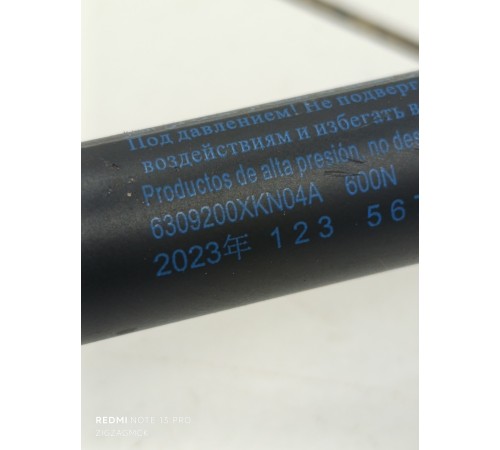 Под давлением! Не подверг
воздействиям и избегать в
Productos de alta presión, no des
6309200XKN04A 600N
2023年 1 2 3 5 6 7
REDMI NOTE 13 PRO